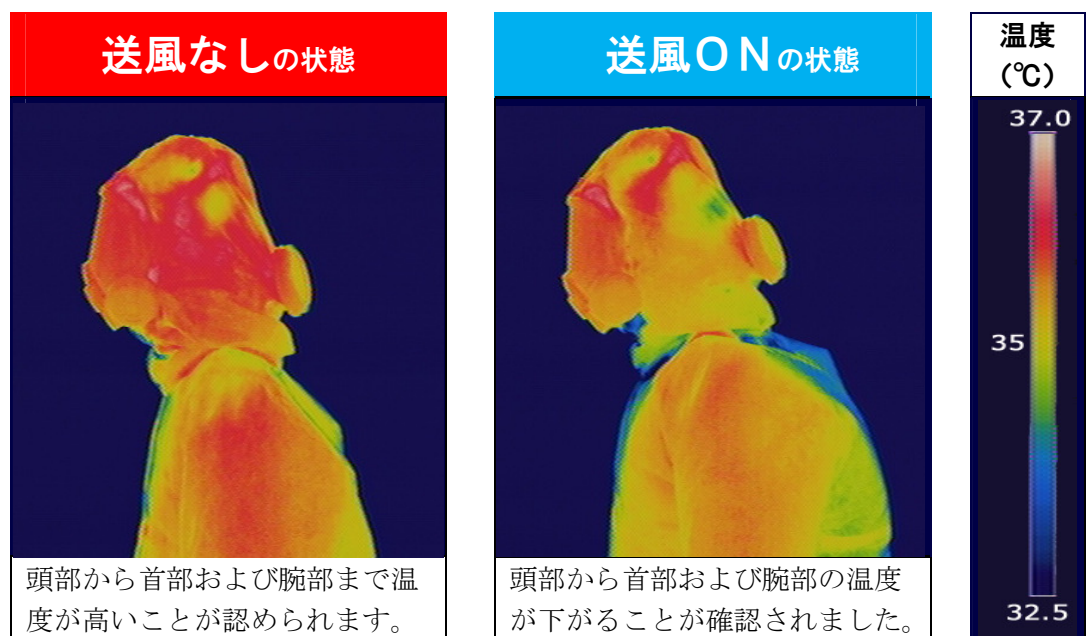 送風なしの状態
送風ＯＮの状態
温度
(℃)
37.0
35
32.5
頭部から首部および腕部まで温
度が高いことが認められます。
頭部から首部および腕部の温度
が下がることが確認されました。